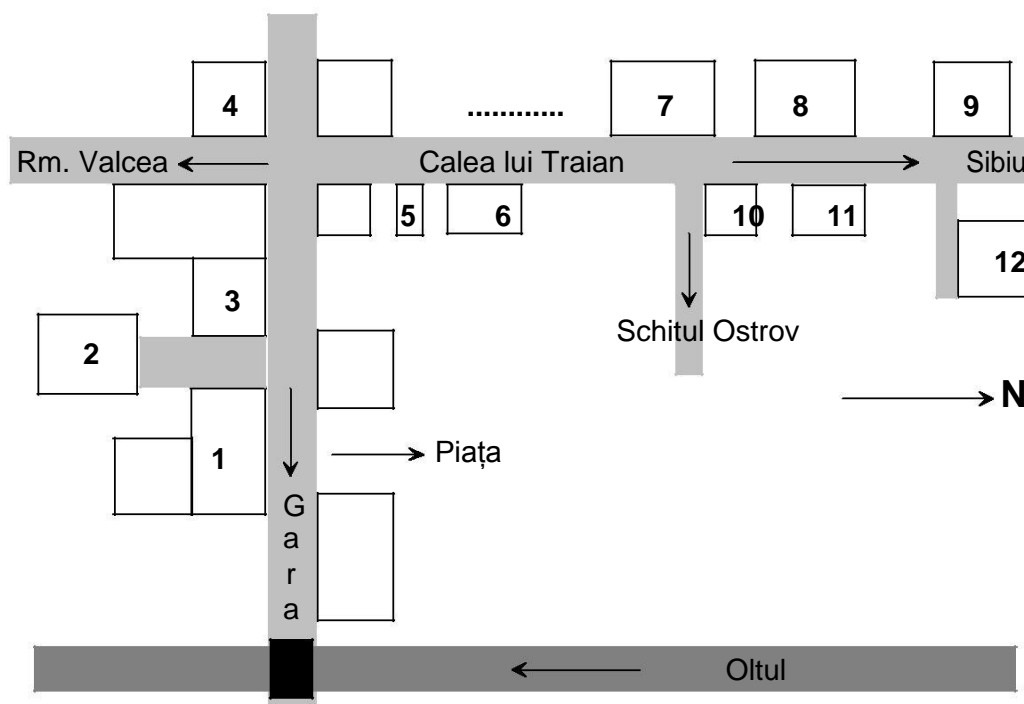 4
............
7
8
9
Rm. Valcea
Calea lui Traian
Sibiu
5
6
10
11
3
12
Schitul Ostrov
2
N
1
Piața
Gara
Oltul